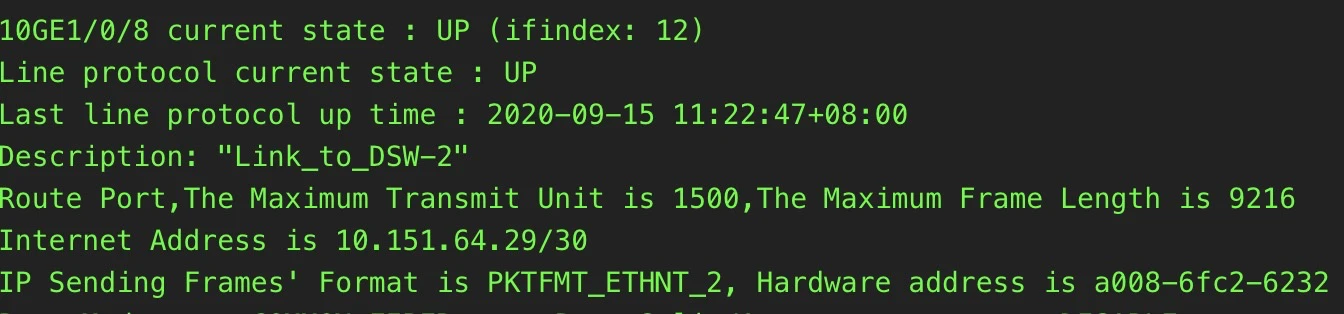 10GE1/0/8 current state : UP (ifindex: 12)
Line protocol current state : UP
Last line protocol up time : 2020-09-15 11:22:47+08:00
Description: "Link_to_DSW-2"
Route Port,The Maximum Transmit Unit is 1500,The Maximum Frame Length is 9216
Internet Address is 10.151.64.29/30
IP Sending Frames' Format is PKTFMT_ETHNT_2, Hardware address is a008-6fc2-6232